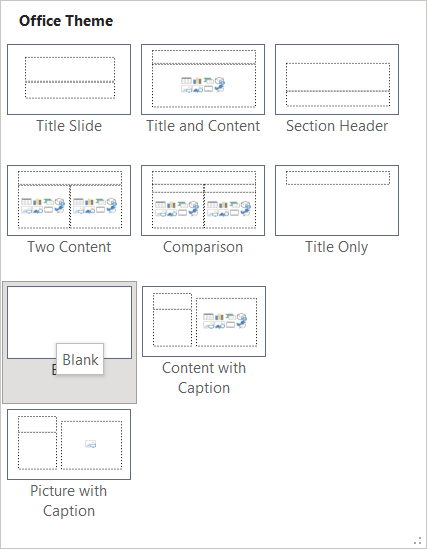 Office Theme
Title Slide
Title and Content
Section Header
Two Content
Comparison
Title Only
Blank
Content with
Caption
Picture with
Caption